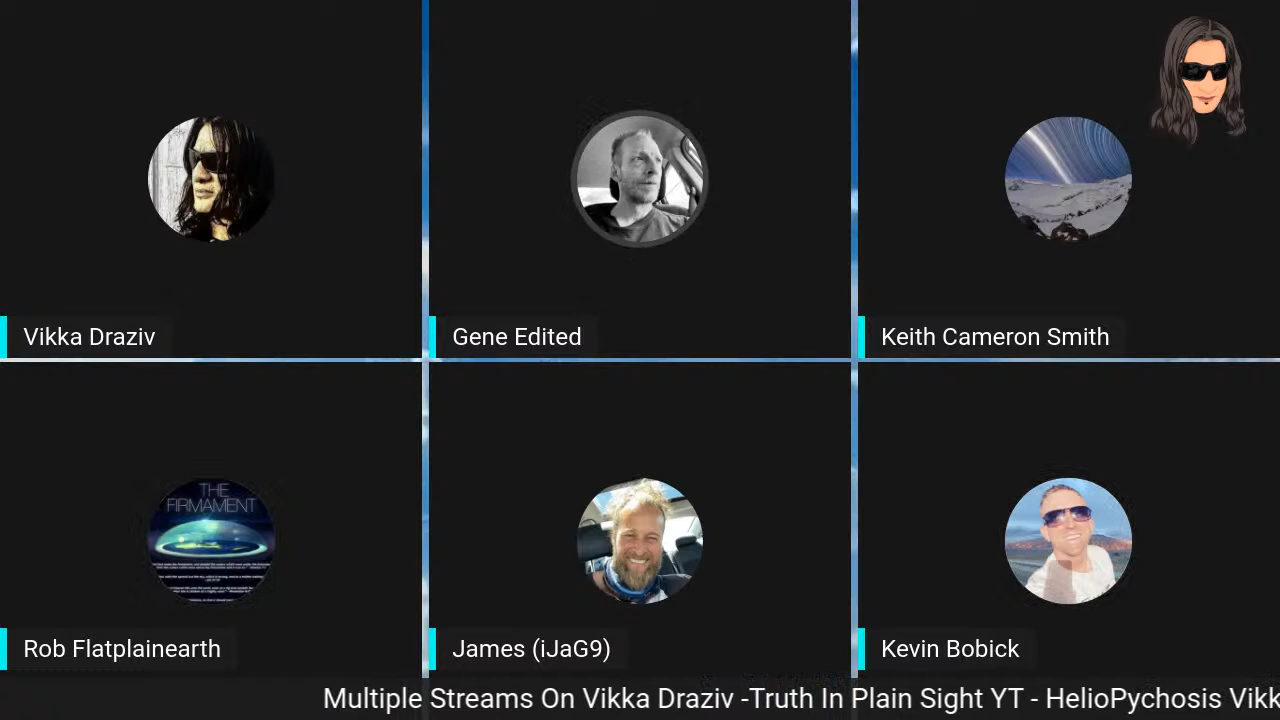 Vikka Draziv
Gene Edited
Keith Cameron Smith
THE
FIRMAMENT
Rob Flatplainearth
James (iJaG9)
Kevin Bobick
Multiple Streams On Vikka Draziv -Truth In Plain Sight YT - HelioPychosis Vikk